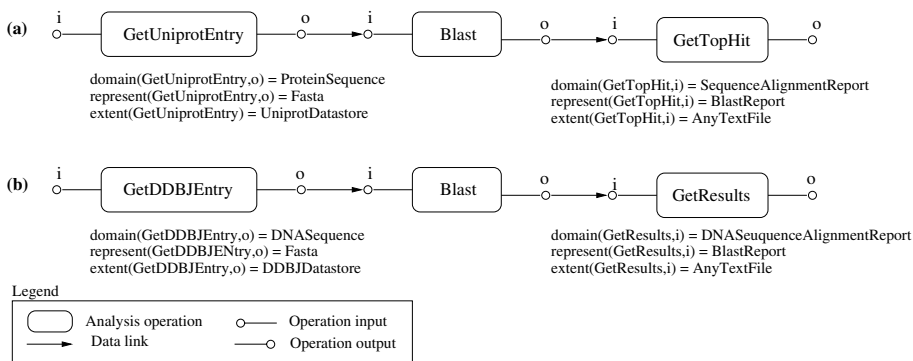 i o i o i o
(a) GetUniprotEntry Blast GetTopHit
domain(GetUniprotEntry,o) = ProteinSequence
represent(GetUniprotEntry,o) = Fasta
extent(GetUniprotEntry) = UniprotDatastore
domain(GetTopHit,i) = SequenceAlignmentReport
represent(GetTopHit,i) = BlastReport
extent(GetTopHit,i) = AnyTextFile
i o i o i o
(b) GetDDBJEntry Blast GetResults
domain(GetDDBJEntry,o) = DNASequence
represent(GetDDBJENtry,o) = Fasta
extent(GetDDBJEntry,o) = DDBJDatastore
domain(GetResults,i) = DNASeuquenceAlignmentReport
represent(GetResults,i) = BlastReport
extent(GetResults,i) = AnyTextFile
Legend
Analysis operation Operation input
Data link Operation output